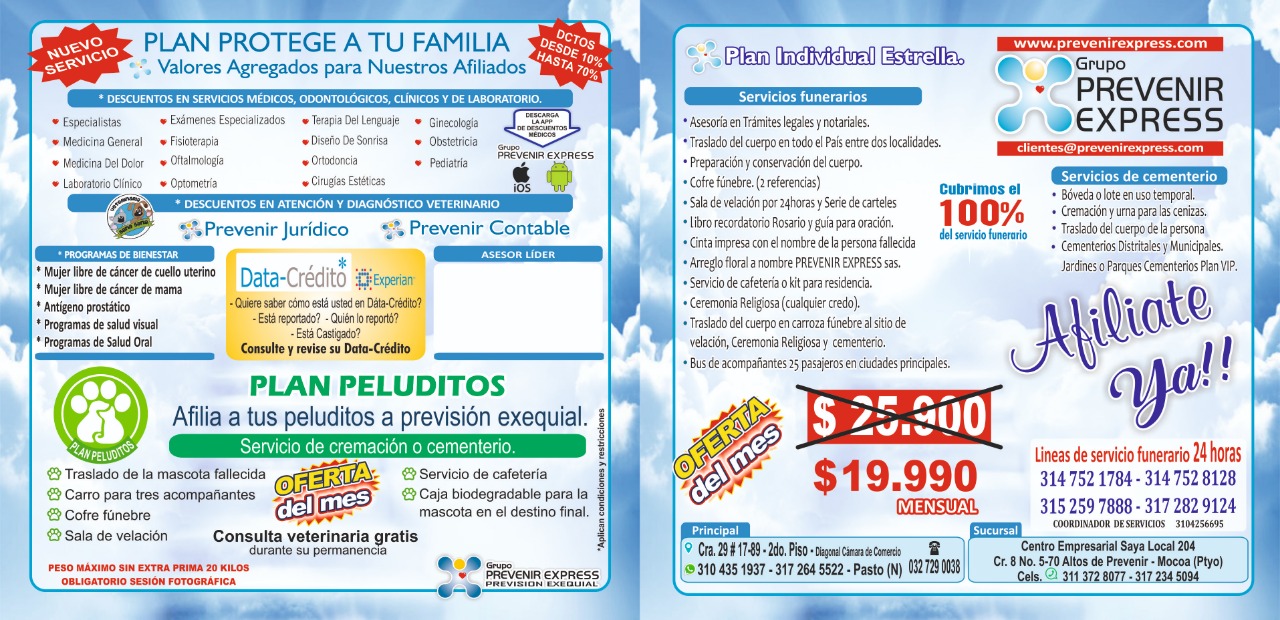 NUEVO
SERVICIO
PLAN PROTEGE A TU FAMILIA
Valores Agregados para Nuestros Afiliados
DCTOS
DESDE 10%
HASTA 70%
* DESCUENTOS EN SERVICIOS MÉDICOS, ODONTOLÓGICOS, CLÍNICOS Y DE LABORATORIO.
Especialistas
Medicina General
Medicina Del Dolor
Laboratorio Clínico
Exámenes Especializados
Fisioterapia
Oftalmología
Optometría
Terapia Del Lenguaje
Diseño De Sonrisa
Ortodoncia
Cirugías Estéticas
Ginecología
Obstetricia
Pediatría
DESCARGA
LA APP
DE DESCUENTOS
MÉDICOS
Grupo
PREVENIR EXPRESS
iOS
* DESCUENTOS EN ATENCIÓN Y DIAGNÓSTICO VETERINARIO
Prevenir Jurídico
Prevenir Contable
* PROGRAMAS DE BIENESTAR
* Mujer libre de cáncer de cuello uterino
* Mujer libre de cáncer de mama
* Antígeno prostático
* Programas de salud visual
* Programas de Salud Oral
Data-Crédito*
Experian
- Quiere saber cómo está usted en Dáta-Crédito?
- Está reportado? - Quién lo reportó?
- Está Castigado?
Consulte y revise su Data-Crédito
ASESOR LÍDER
PLAN PELUDITOS
PLAN PELUDITOS
Afilia a tus peluditos a previsión exequial.
Servicio de cremación o cementerio.
Traslado de la mascota fallecida
Carro para tres acompañantes
Cofre fúnebre
Sala de velación
OFERTA
del mes
Servicio de cafetería
Caja biodegradable para la
mascota en el destino final.
Consulta veterinaria gratis
durante su permanencia
*Aplican condiciones y restricciones
PESO MÁXIMO SIN EXTRA PRIMA 20 KILOS
OBLIGATORIO SESIÓN FOTOGRÁFICA
Grupo
PREVENIR EXPRESS
PREVISIÓN EXEQUIAL
Plan Individual Estrella.
Servicios funerarios
• Asesoría en Trámites legales y notariales.
• Traslado del cuerpo en todo el País entre dos localidades.
• Preparación y conservación del cuerpo.
• Cofre fúnebre. (2 referencias)
• Sala de velación por 24horas y Serie de carteles
• Libro recordatorio Rosario y guía para oración.
• Cinta impresa con el nombre de la persona fallecida
• Arreglo floral a nombre PREVENIR EXPRESS sas.
• Servicio de cafetería o kit para residencia.
• Ceremonia Religiosa (cualquier credo).
• Traslado del cuerpo en carroza fúnebre al sitio de
velación, Ceremonia Religiosa y cementerio.
• Bus de acompañantes 25 pasajeros en ciudades principales.
www.prevenirexpress.com
Grupo
PREVENIR
EXPRESS
clientes@prevenirexpress.com
Cubrimos el
100%
del servicio funerario
Servicios de cementerio
• Bóveda o lote en uso temporal.
• Cremación y urna para las cenizas.
• Traslado del cuerpo de la persona
• Cementerios Distritales y Municipales.
Jardines o Parques Cementerios Plan VIP.
Afiliate
Ya!!
OFERTA
del mes
$ 25.900
$19.990
MENSUAL
Lineas de servicio funerario 24 horas
314 752 1784 - 314 752 8128
315 259 7888 - 317 282 9124
COORDINADOR DE SERVICIOS 3104256695
Principal
Cra. 29 # 17-89 - 2do. Piso - Diagonal Cámara de Comercio
310 435 1937 - 317 264 5522 - Pasto (N)
032 729 0038
Sucursal
Centro Empresarial Saya Local 204
Cr. 8 No. 5-70 Altos de Prevenir - Mocoa (Ptyo)
Cels. 311 372 8077 - 317 234 5094